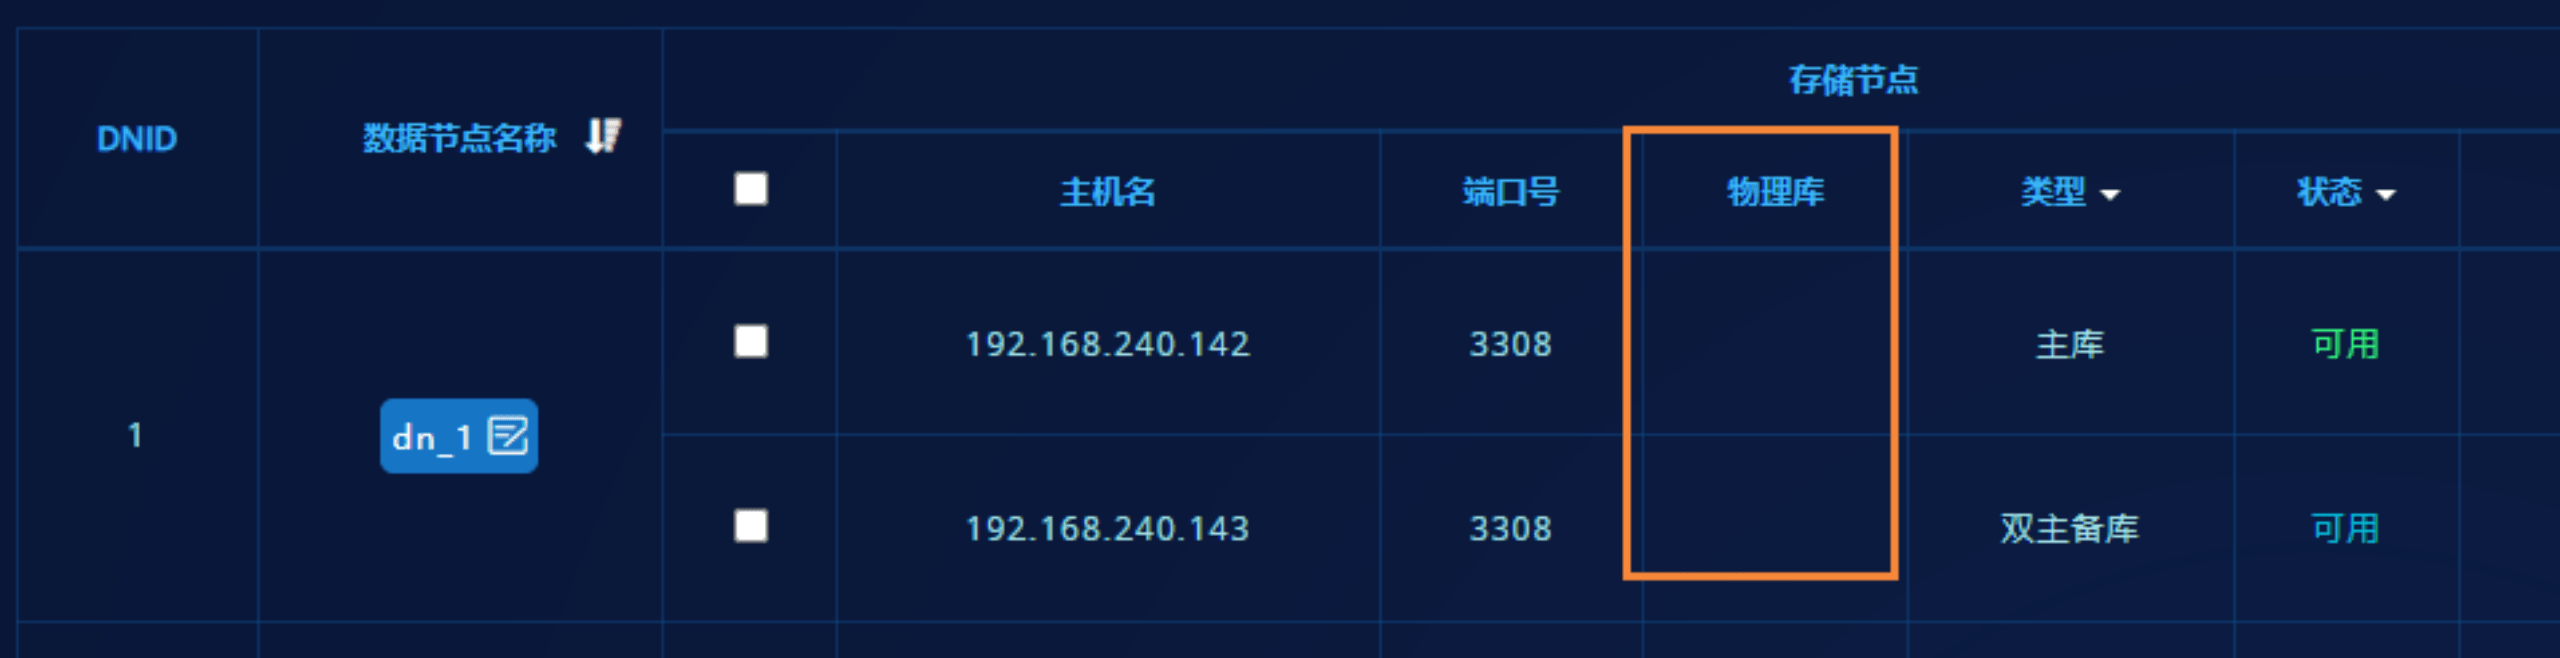 存储节点
DNID 数据节点名称
主机名 端口号 物理库 类型 状态
192.168.240.142 3308 主库 可用
1 dn_1
192.168.240.143 3308 双主备库 可用